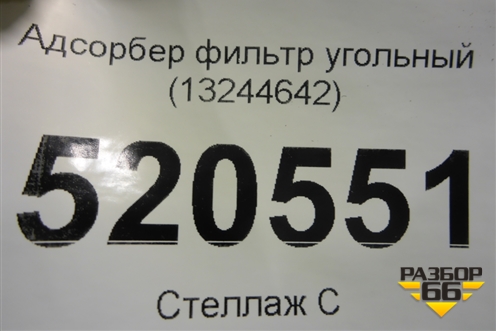 Адсорбер фильтр угольный
(13244642)
520551
РАЗБОР
66
Стеллаж С